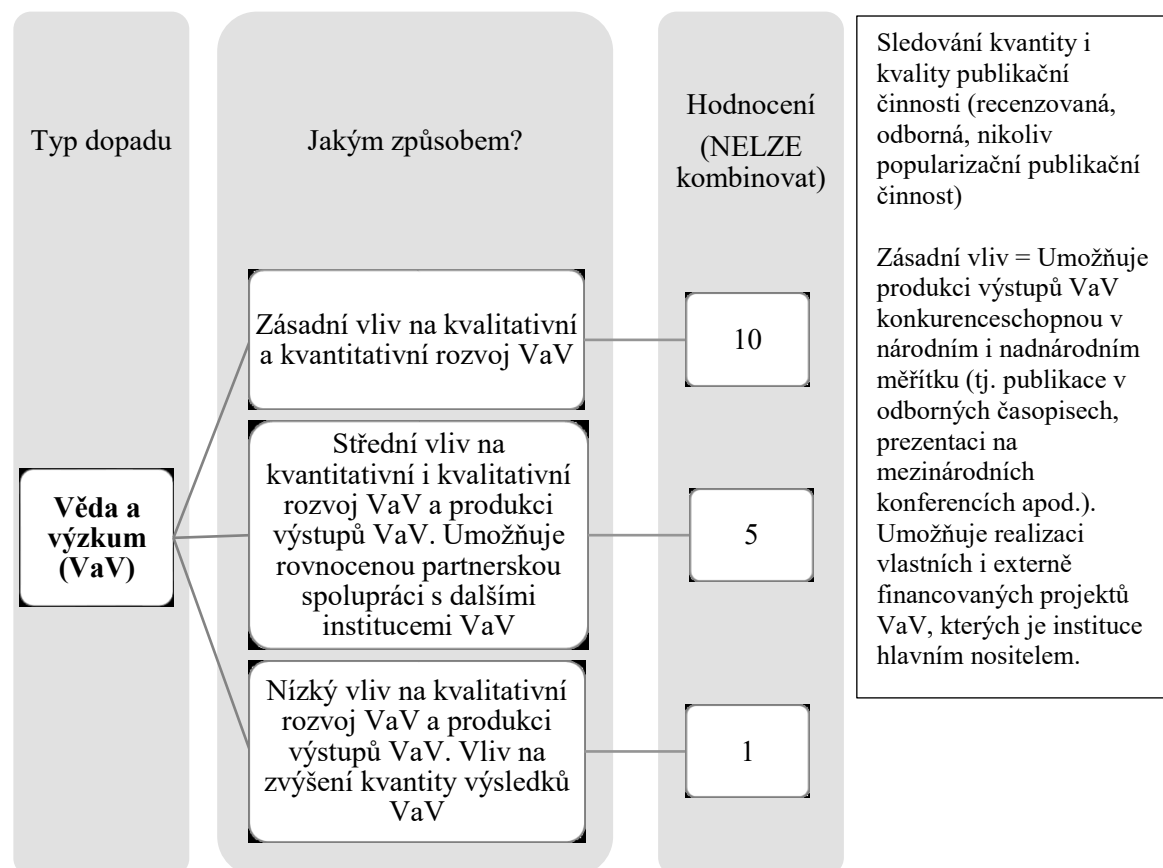 Typ dopadu
Jakým způsobem?
Hodnocení
(NELZE
kombinovat)
Věda a
výzkum
(VaV)
Zásadní vliv na kvalitativní
a kvantitativní rozvoj VaV
10
Střední vliv na
kvantitativní i kvalitativní
rozvoj VaV a produkci
výstupů VaV. Umožňuje
rovnocenou partnerskou
spolupráci s dalšími
institucemi VaV
5
Nízký vliv na kvalitativní
rozvoj VaV a produkci
výstupů VaV. Vliv na
zvýšení kvantity výsledků
VaV
1
Sledování kvantity i
kvality publikační
činnosti (recenzovaná,
odborná, nikoliv
popularizační publikační
činnost)
Zásadní vliv = Umožňuje
produkci výstupů VaV
konkurenceschopnou v
národním i nadnárodním
měřítku (tj. publikace v
odborných časopisech,
prezentaci na
mezinárodních
konferencích apod.).
Umožňuje realizaci
vlastních i externě
financovaných projektů
VaV, kterých je instituce
hlavním nositelem.